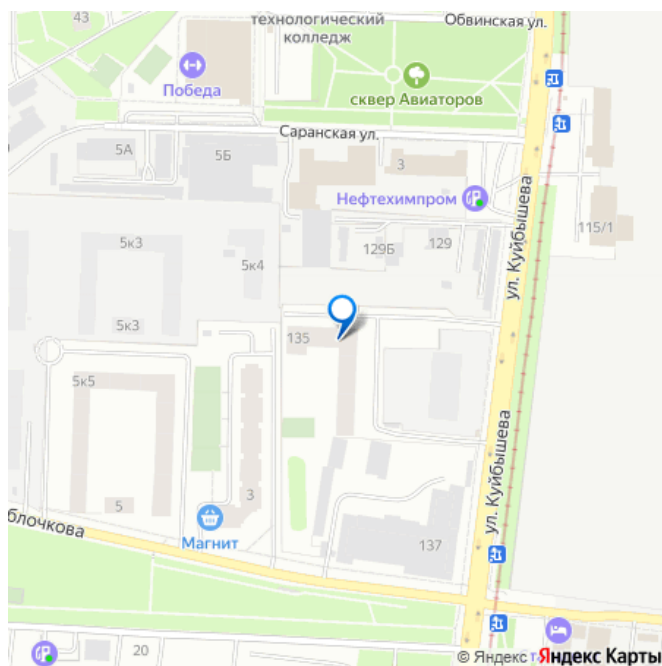 43
технологический
колледж
Обвинская ул.
Победа
сквер Авиаторов
Саранская ул.
5А
5Б
3
Нефтехимпром
5к3
5к4
129Б
129
115/1
ул. Куйбышева
5к3
135
5к5
5
3
ул. Куйбышева
Магнит
блочкова
137
20
© Яндекс
Яндекс Карты